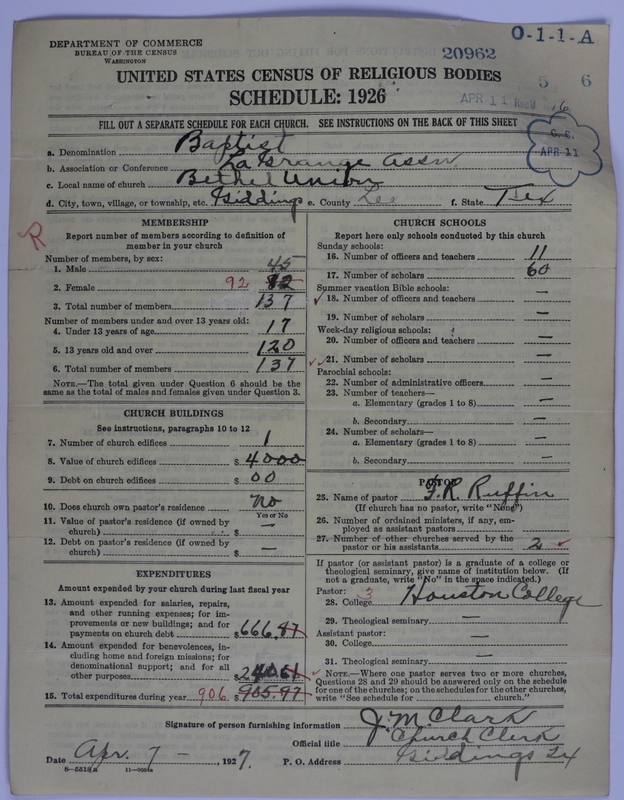 O-1-1-A
DEPARTMENT OF COMMERCE
BUREAU OF THE CENSUS
WASHINGTON
20962
UNITED STATES CENSUS OF RELIGIOUS BODIES
5 6
SCHEDULE: 1926
APR 11 Rec'd
16
FILL OUT A SEPARATE SCHEDULE FOR EACH CHURCH. SEE INSTRUCTIONS ON THE BACK OF THIS SHEET
APR 11
a. Denomination Baptist
b. Association or Conference La Grange Assn
c. Local name of church Bethel Union
d. City, town, village, or township, etc. Giddings e. County Lee f. State Tex
R
MEMBERSHIP
Report number of members according to definition of
member in your church
Number of members, by sex:
1. Male 45
2. Female 92 82
3. Total number of members 137
Number of members under and over 13 years old:
4. Under 13 years of age 17
5. 13 years old and over 120
6. Total number of members 137
NOTE.—The total given under Question 6 should be
same as the total of males and females given under Question 3.
CHURCH BUILDINGS
See instructions, paragraphs 10 to 12
7. Number of church edifices 1
8. Value of church edifices $ 4000
9. Debt on church edifices $ 00
10. Does church own pastor's residence No
Yes or No
11. Value of pastor's residence (if owned by
church) $ —
12. Debt on pastor's residence (if owned by
church) $ —
EXPENDITURES
Amount expended by your church during last fiscal year
13. Amount expended for salaries, repairs,
and other running expenses; for im-
provements or new buildings; and for
payments on church debt $ 666.87
14. Amount expended for benevolences, in-
cluding home and foreign missions; for
denominational support; and for all
other purposes $
15. Total expenditures during year 906 $ 905.97
CHURCH SCHOOLS
Report here only schools conducted by this church
Sunday schools:
16. Number of officers and teachers 11
17. Number of scholars 60
Summer vacation Bible schools:
18. Number of officers and teachers —
19. Number of scholars —
Week-day religious schools:
20. Number of officers and teachers —
21. Number of scholars —
Parochial schools:
22. Number of administrative officers —
23. Number of teachers—
a. Elementary (grades 1 to 8) —
b. Secondary —
24. Number of scholars—
a. Elementary (grades 1 to 8) —
b. Secondary —
PASTOR
25. Name of pastor F. R. Ruffin
(If church has no pastor, write "None")
26. Number of ordained ministers, if any, em-
ployed as assistant pastors
27. Number of other churches served by the
pastor or his assistants 2
If pastor (or assistant pastor) is a graduate of a college or
theological seminary, give name of institution below. (If
not a graduate, write "No" in the space indicated.)
Pastor: 3
28. College Houston College
29. Theological seminary —
Assistant pastor:
30. College —
31. Theological seminary —
NOTE.—Where one pastor serves two or more churches,
Questions 28 and 29 should be answered only on the schedule
for one of the churches; on the schedules for the other churches,
write "See schedule for church."
Signature of person furnishing information J. M. Clark
Official title Church Clerk
Date Apr. 7 —, 1927. P. O. Address Giddings Tx